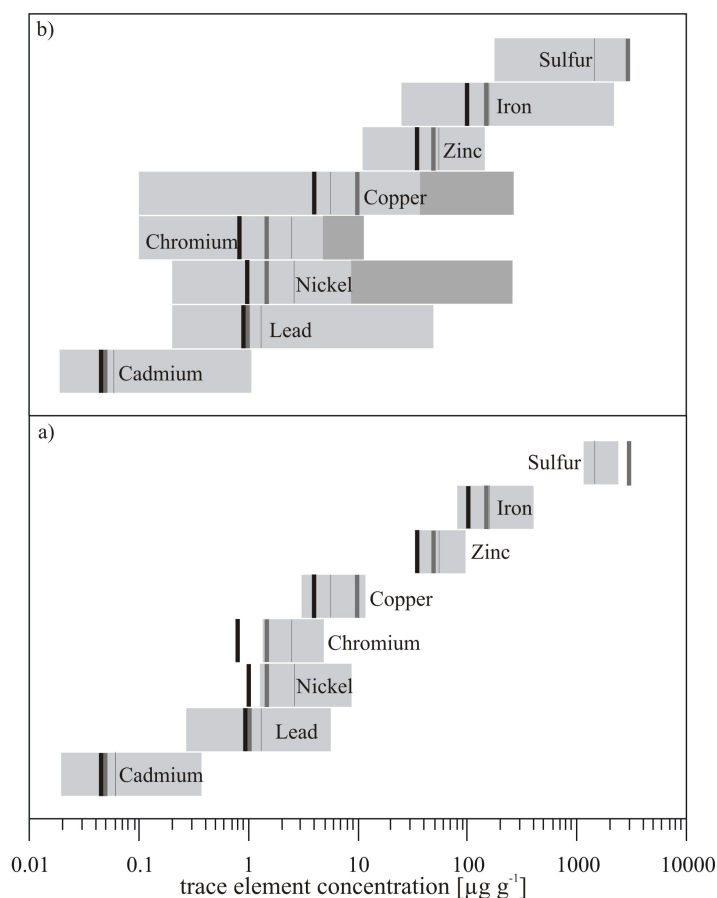 b)
Sulfur
Iron
Zinc
Copper
Chromium
Nickel
Lead
Cadmium
a)
Sulfur
Iron
Zinc
Copper
Chromium
Nickel
Lead
Cadmium
0.01 0.1 1 10 100 1000 10000
trace element concentration [µg g⁻¹]